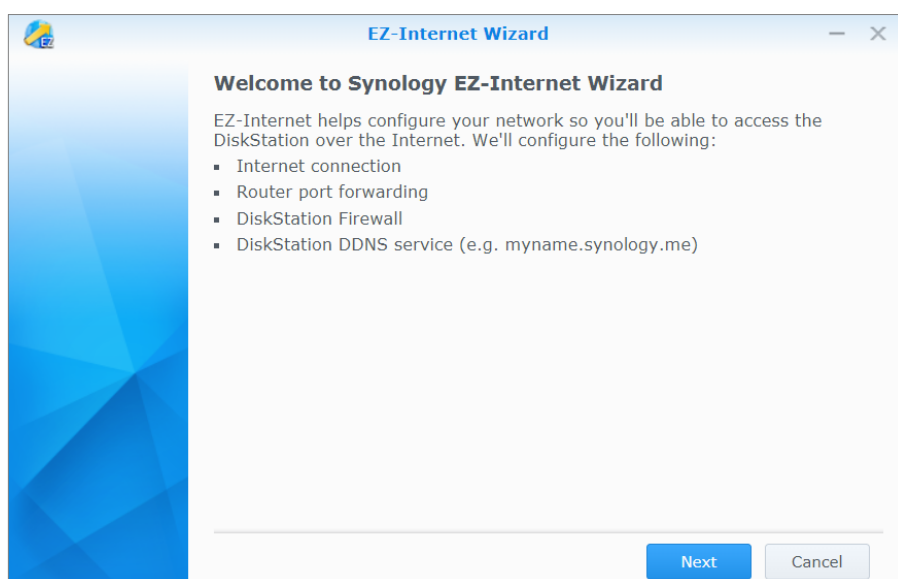 EZ-Internet Wizard
EZ
Welcome to Synology EZ-Internet Wizard
EZ-Internet helps configure your network so you'll be able to access the
DiskStation over the Internet. We'll configure the following:
Internet connection
Router port forwarding
DiskStation Firewall
DiskStation DDNS service (e.g. myname.synology.me)
Next
Cancel